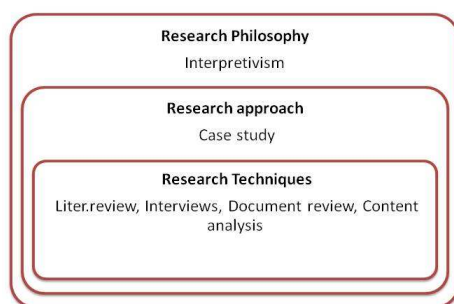 Research Philosophy
Interpretivism
Research approach
Case study
Research Techniques
Liter.review, Interviews, Document review, Content
analysis